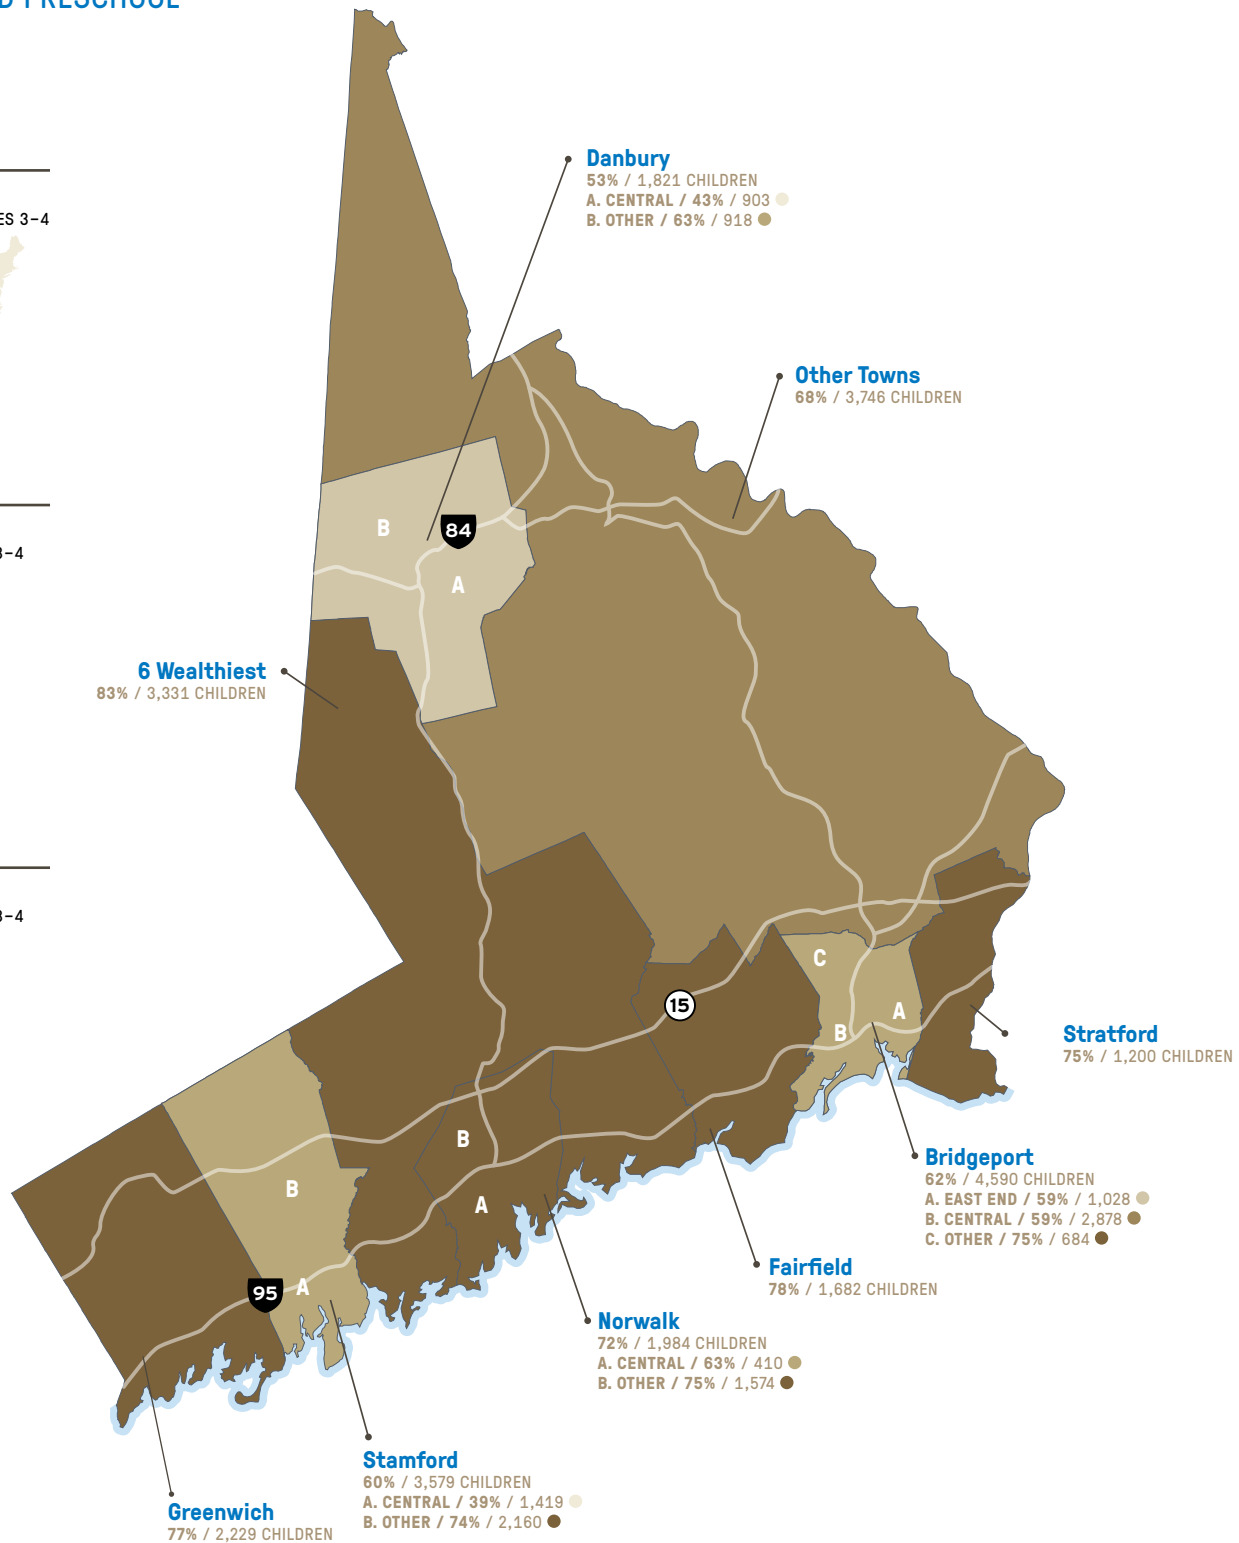 PRESCHOOL
3–4
Danbury
53% / 1,821 CHILDREN
A. CENTRAL / 43% / 903
B. OTHER / 63% / 918
Other Towns
68% / 3,746 CHILDREN
B
84
A
3–4
6 Wealthiest
83% / 3,331 CHILDREN
3–4
C
15
A
B
Stratford
75% / 1,200 CHILDREN
B
Bridgeport
62% / 4,590 CHILDREN
A. EAST END / 59% / 1,028
B. CENTRAL / 59% / 2,878
C. OTHER / 75% / 684
B
A
Fairfield
78% / 1,682 CHILDREN
95
A
Norwalk
72% / 1,984 CHILDREN
A. CENTRAL / 63% / 410
B. OTHER / 75% / 1,574
Stamford
60% / 3,579 CHILDREN
A. CENTRAL / 39% / 1,419
B. OTHER / 74% / 2,160
Greenwich
77% / 2,229 CHILDREN